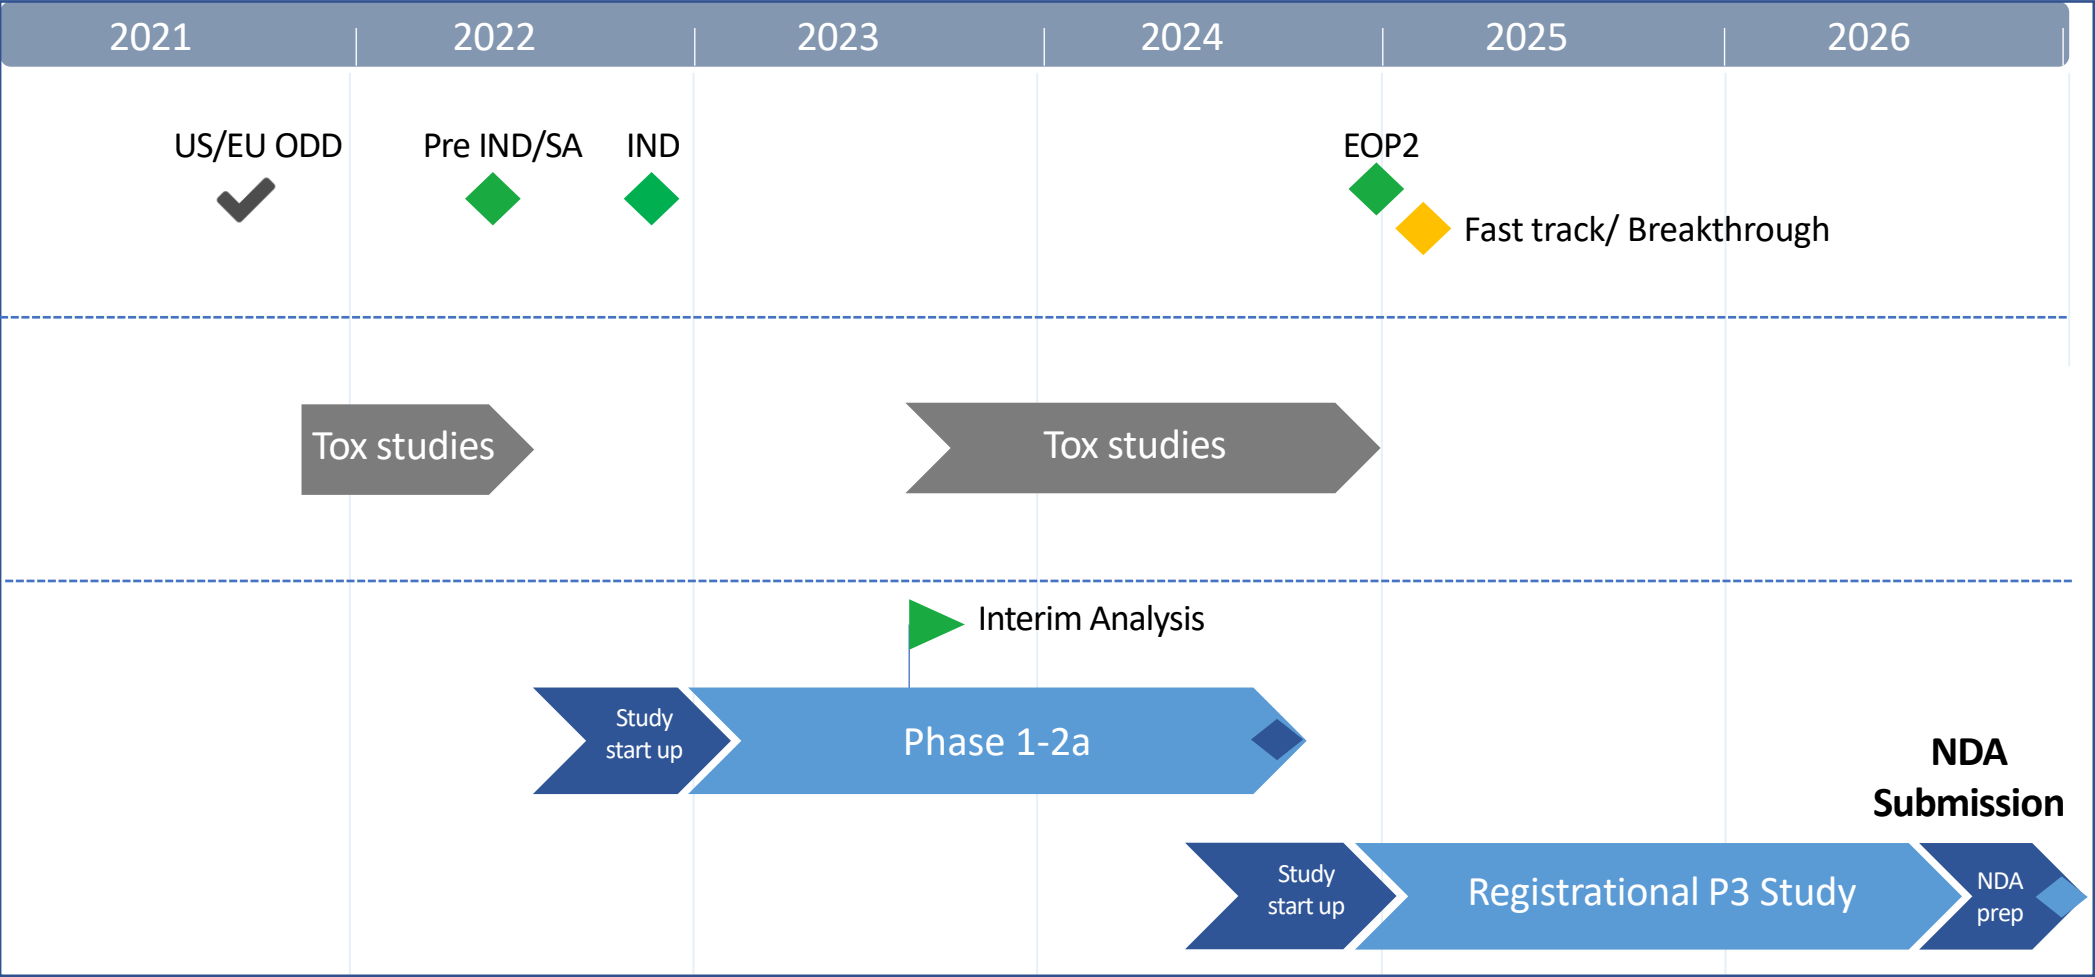 2021 2022 2023 2024 2025 2026
US/EU ODD Pre IND/SA IND EOP2
Fast track/ Breakthrough
Tox studies Tox studies
Interim Analysis
Study
start up
Phase 1-2a
NDA
Submission
Study
start up
Registrational P3 Study
NDA
prep